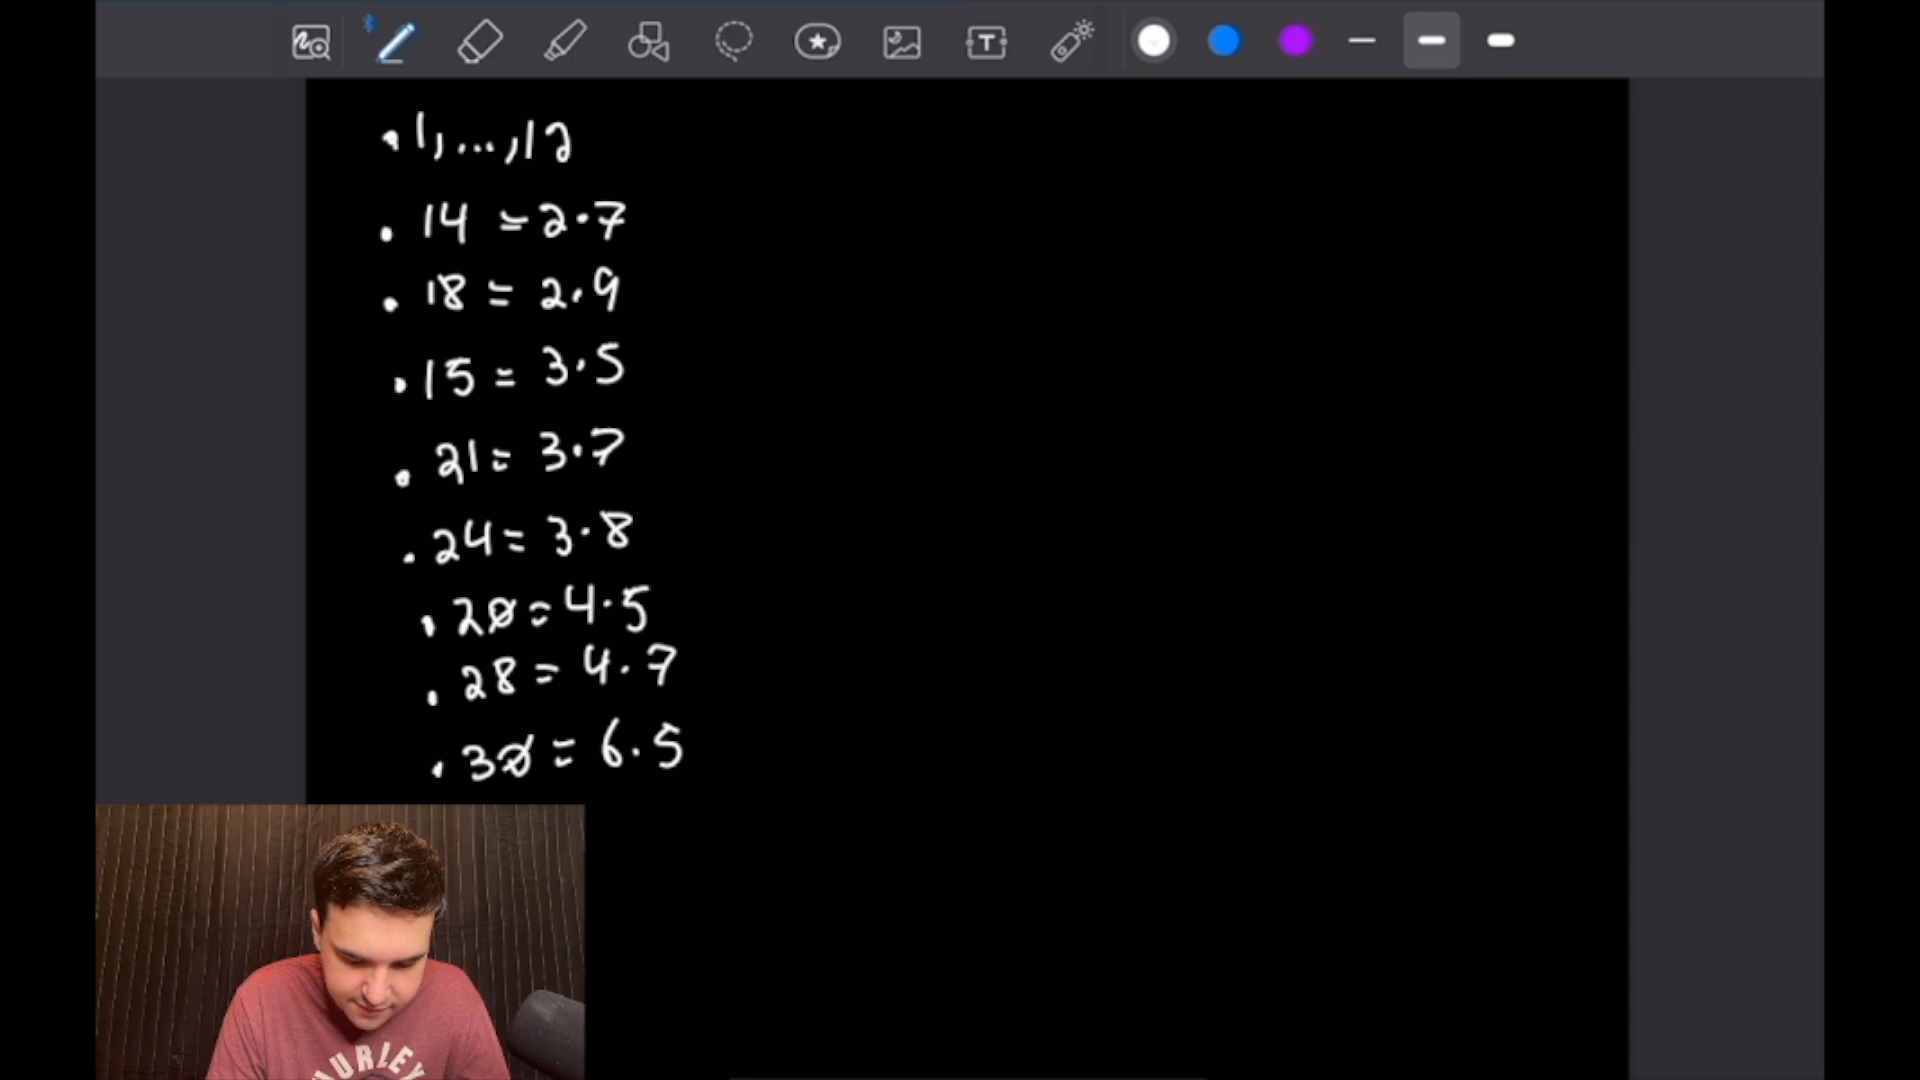 • 1, ..., 12
• 14 = 2·7
• 18 = 2·9
• 15 = 3·5
• 21 = 3·7
• 24 = 3·8
• 20 = 4·5
• 28 = 4·7
• 30 = 6·5
HURLEY
T